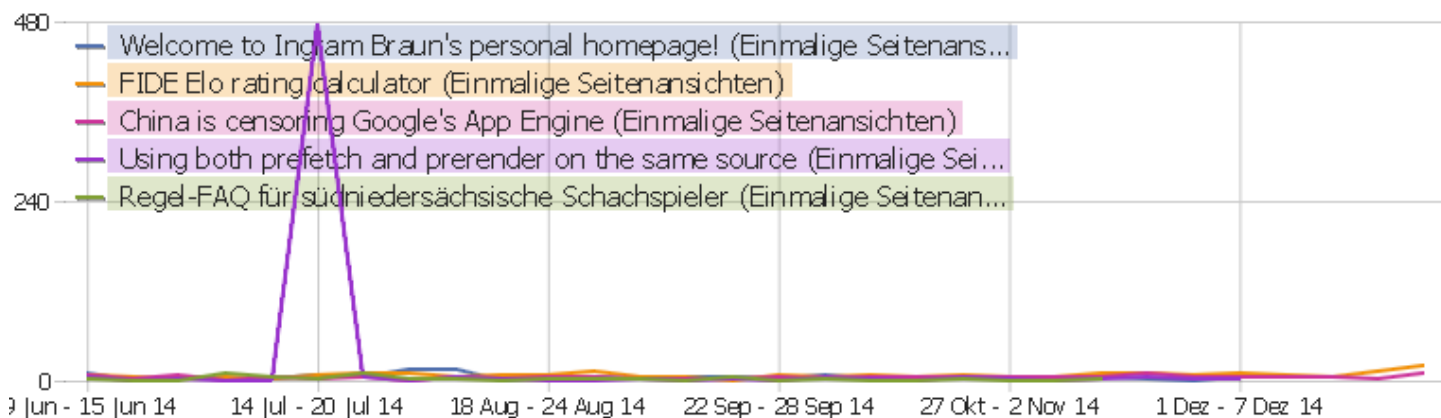 480
Welcome to Ingram Braun's personal homepage! (Einmalige Seitenans...
FIDE Elo rating calculator (Einmalige Seitenansichten)
China is censoring Google's App Engine (Einmalige Seitenansichten)
Using both prefetch and prerender on the same source (Einmalige Sei...
240
Regel-FAQ für südniedersächsische Schachspieler (Einmalige Seitenan...
0
9 Jun - 15 Jun 14 14 Jul - 20 Jul 14 18 Aug - 24 Aug 14 22 Sep - 28 Sep 14 27 Okt - 2 Nov 14 1 Dez - 7 Dez 14